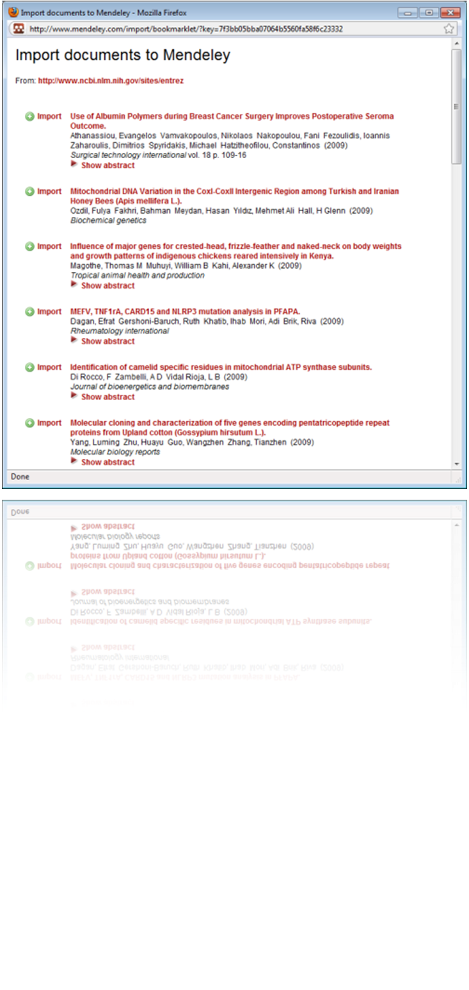 Import documents to Mendeley - Mozilla Firefox
http://www.mendeley.com/import/bookmarklet/?key=7f3bb05bba07064b5560fa58f6c23332
Import documents to Mendeley
From: http://www.ncbi.nlm.nih.gov/sites/entrez
Import Use of Albumin Polymers during Breast Cancer Surgery Improves Postoperative Seroma
Outcome.
Athanassiou, Evangelos Vamvakopoulos, Nikolaos Nakopoulou, Fani Fezoulidis, Ioannis
Zaharoulis, Dimitrios Spyridakis, Michael Hatzitheofilou, Constantinos (2009)
Surgical technology international vol. 18 p. 109-16
Show abstract
Import Mitochondrial DNA Variation in the CoxI-CoxII Intergenic Region among Turkish and Iranian
Honey Bees (Apis mellifera L.).
Ozdil, Fulya Fakhri, Bahman Meydan, Hasan Yıldız, Mehmet Ali Hall, H Glenn (2009)
Biochemical genetics
Import Influence of major genes for crested-head, frizzle-feather and naked-neck on body weights
and growth patterns of indigenous chickens reared intensively in Kenya.
Magothe, Thomas M Muhuyi, William B Kahi, Alexander K (2009)
Tropical animal health and production
Show abstract
Import MEFV, TNF1rA, CARD15 and NLRP3 mutation analysis in PFAPA.
Dagan, Efrat Gershoni-Baruch, Ruth Khatib, Ihab Mori, Adi Brik, Riva (2009)
Rheumatology international
Show abstract
Import Identification of camelid specific residues in mitochondrial ATP synthase subunits.
Di Rocco, F Zambelli, A D Vidal Rioja, L B (2009)
Journal of bioenergetics and biomembranes
Show abstract
Import Molecular cloning and characterization of five genes encoding pentatricopeptide repeat
proteins from Upland cotton (Gossypium hirsutum L.).
Yang, Luming Zhu, Huayu Guo, Wangzhen Zhang, Tianzhen (2009)
Molecular biology reports
Show abstract
Done